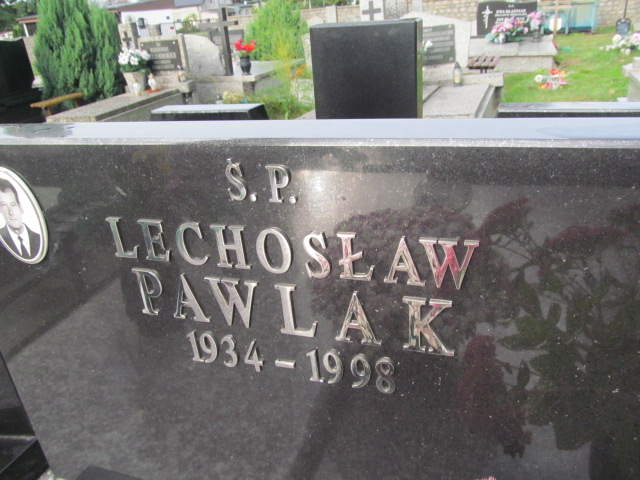 Ś.P.
LECHOSŁAW
PAWLAK
1934 - 1998